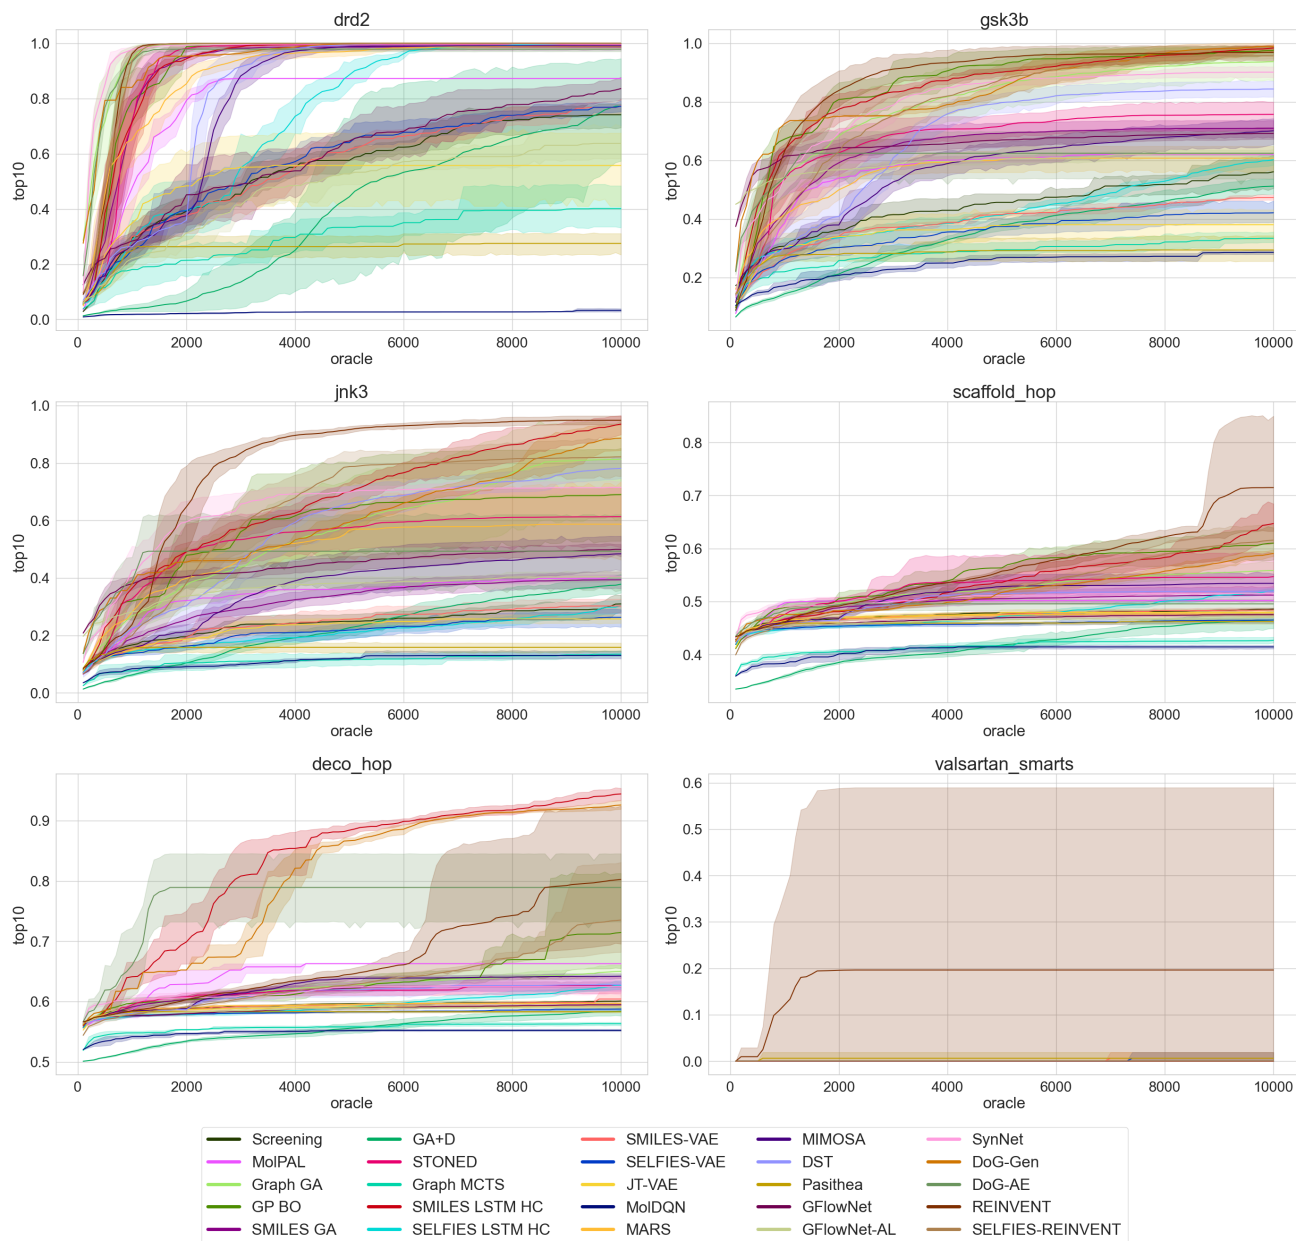 drd2
1.0
0.8
0.6
0.4
0.2
0.0
top10
0
2000
4000
6000
8000
10000
oracle
gsk3b
1.0
0.8
0.6
0.4
0.2
top10
0
2000
4000
6000
8000
10000
oracle
jnk3
1.0
0.8
0.6
0.4
0.2
0.0
top10
0
2000
4000
6000
8000
10000
oracle
scaffold_hop
0.8
0.7
0.6
0.5
0.4
top10
0
2000
4000
6000
8000
10000
oracle
deco_hop
0.9
0.8
0.7
0.6
0.5
top10
0
2000
4000
6000
8000
10000
oracle
valsartan_smarts
0.6
0.5
0.4
0.3
0.2
0.1
0.0
top10
0
2000
4000
6000
8000
10000
oracle
Screening
MolPAL
Graph GA
GP BO
SMILES GA
GA+D
STONED
Graph MCTS
SMILES LSTM HC
SELFIES LSTM HC
SMILES-VAE
SELFIES-VAE
JT-VAE
MolDQN
MARS
MIMOSA
DST
Pasithea
GFlowNet
GFlowNet-AL
SynNet
DoG-Gen
DoG-AE
REINVENT
SELFIES-REINVENT